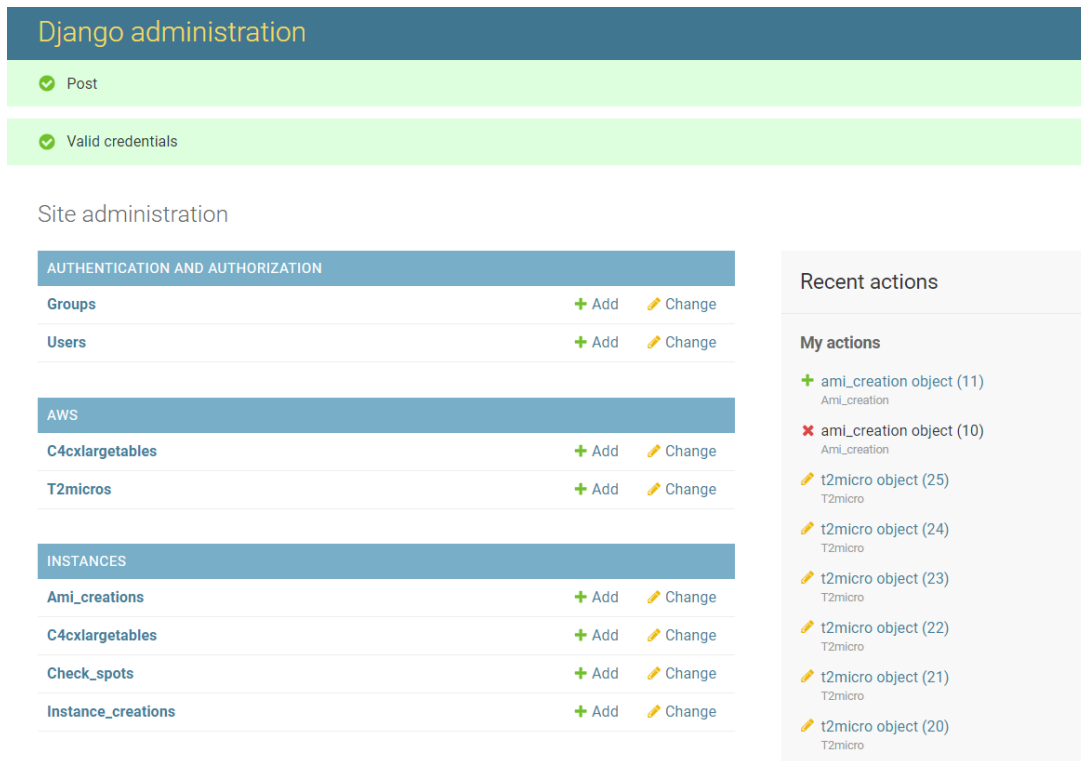 Django administration
Post
Valid credentials
Site administration
AUTHENTICATION AND AUTHORIZATION
Groups Add Change
Users Add Change
AWS
C4cxlargetables Add Change
T2micros Add Change
INSTANCES
Ami_creations Add Change
C4cxlargetables Add Change
Check_spots Add Change
Instance_creations Add Change
Recent actions
My actions
ami_creation object (11)
Ami_creation
ami_creation object (10)
Ami_creation
t2micro object (25)
T2micro
t2micro object (24)
T2micro
t2micro object (23)
T2micro
t2micro object (22)
T2micro
t2micro object (21)
T2micro
t2micro object (20)
T2micro